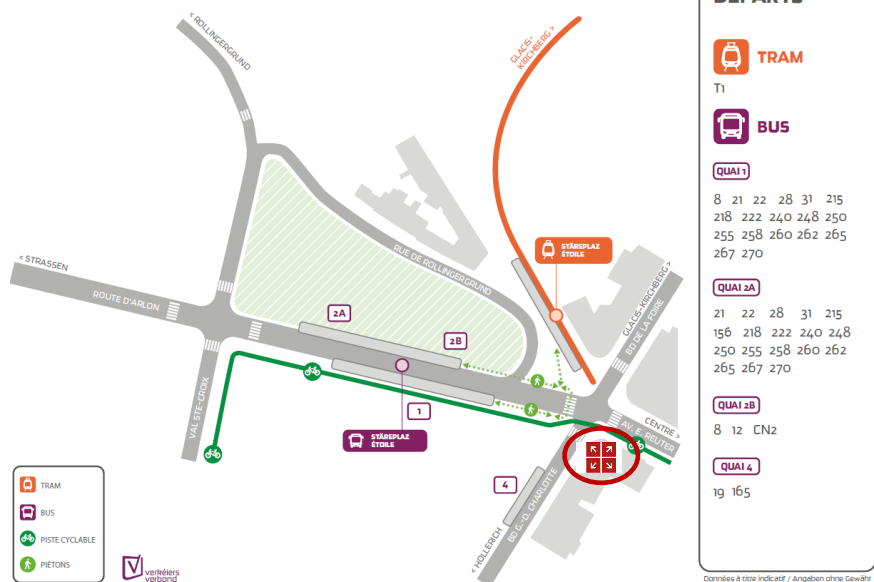 DÉPARTS
TRAM
T1
BUS
QUAI 1
8 21 22 28 31 215
218 222 240 248 250
255 258 260 262 265
267 270
QUAI 2A
21 22 28 31 215
156 218 222 240 248
250 255 258 260 262
265 267 270
QUAI 2B
8 12 CN2
QUAI 4
19 165
< ROLLINGERGRUND
GLACIS-
KIRCHBERG >
STÄREPLAZ
ÉTOILE
RUE DE ROLLINGERGRUND
< STRASSEN
ROUTE D'ARLON
GLACIS-KIRCHBERG >
BD DE LA FOIRE
2A
2B
1
VAL STE-CROIX
STÄREPLAZ
ÉTOILE
CENTRE >
AV. E. REUTER
4
BD G.-D. CHARLOTTE
< HOLLERICH
TRAM
BUS
PISTE CYCLABLE
PIÉTONS
verkéiers
verbond
Données à titre indicatif / Angaben ohne Gewähr